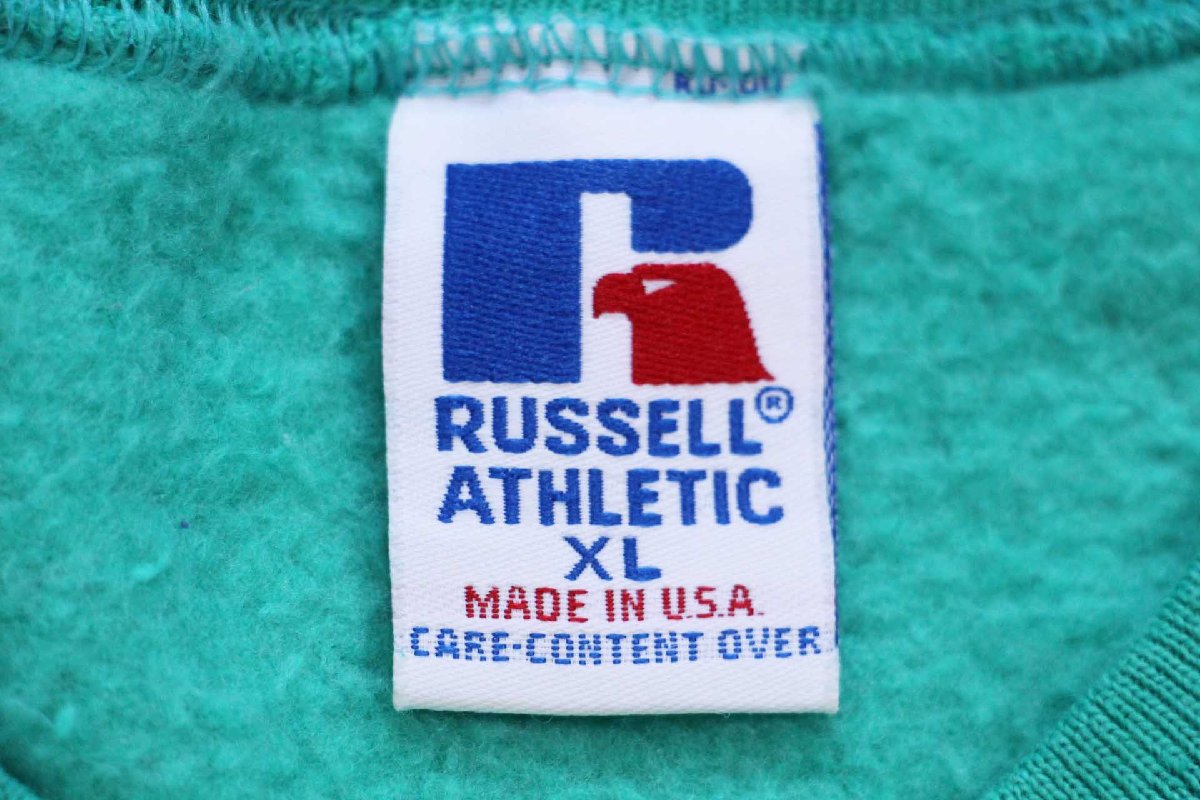 R
RUSSELL®
ATHLETIC
XL
MADE IN U.S.A.
CARE-CONTENT OVER